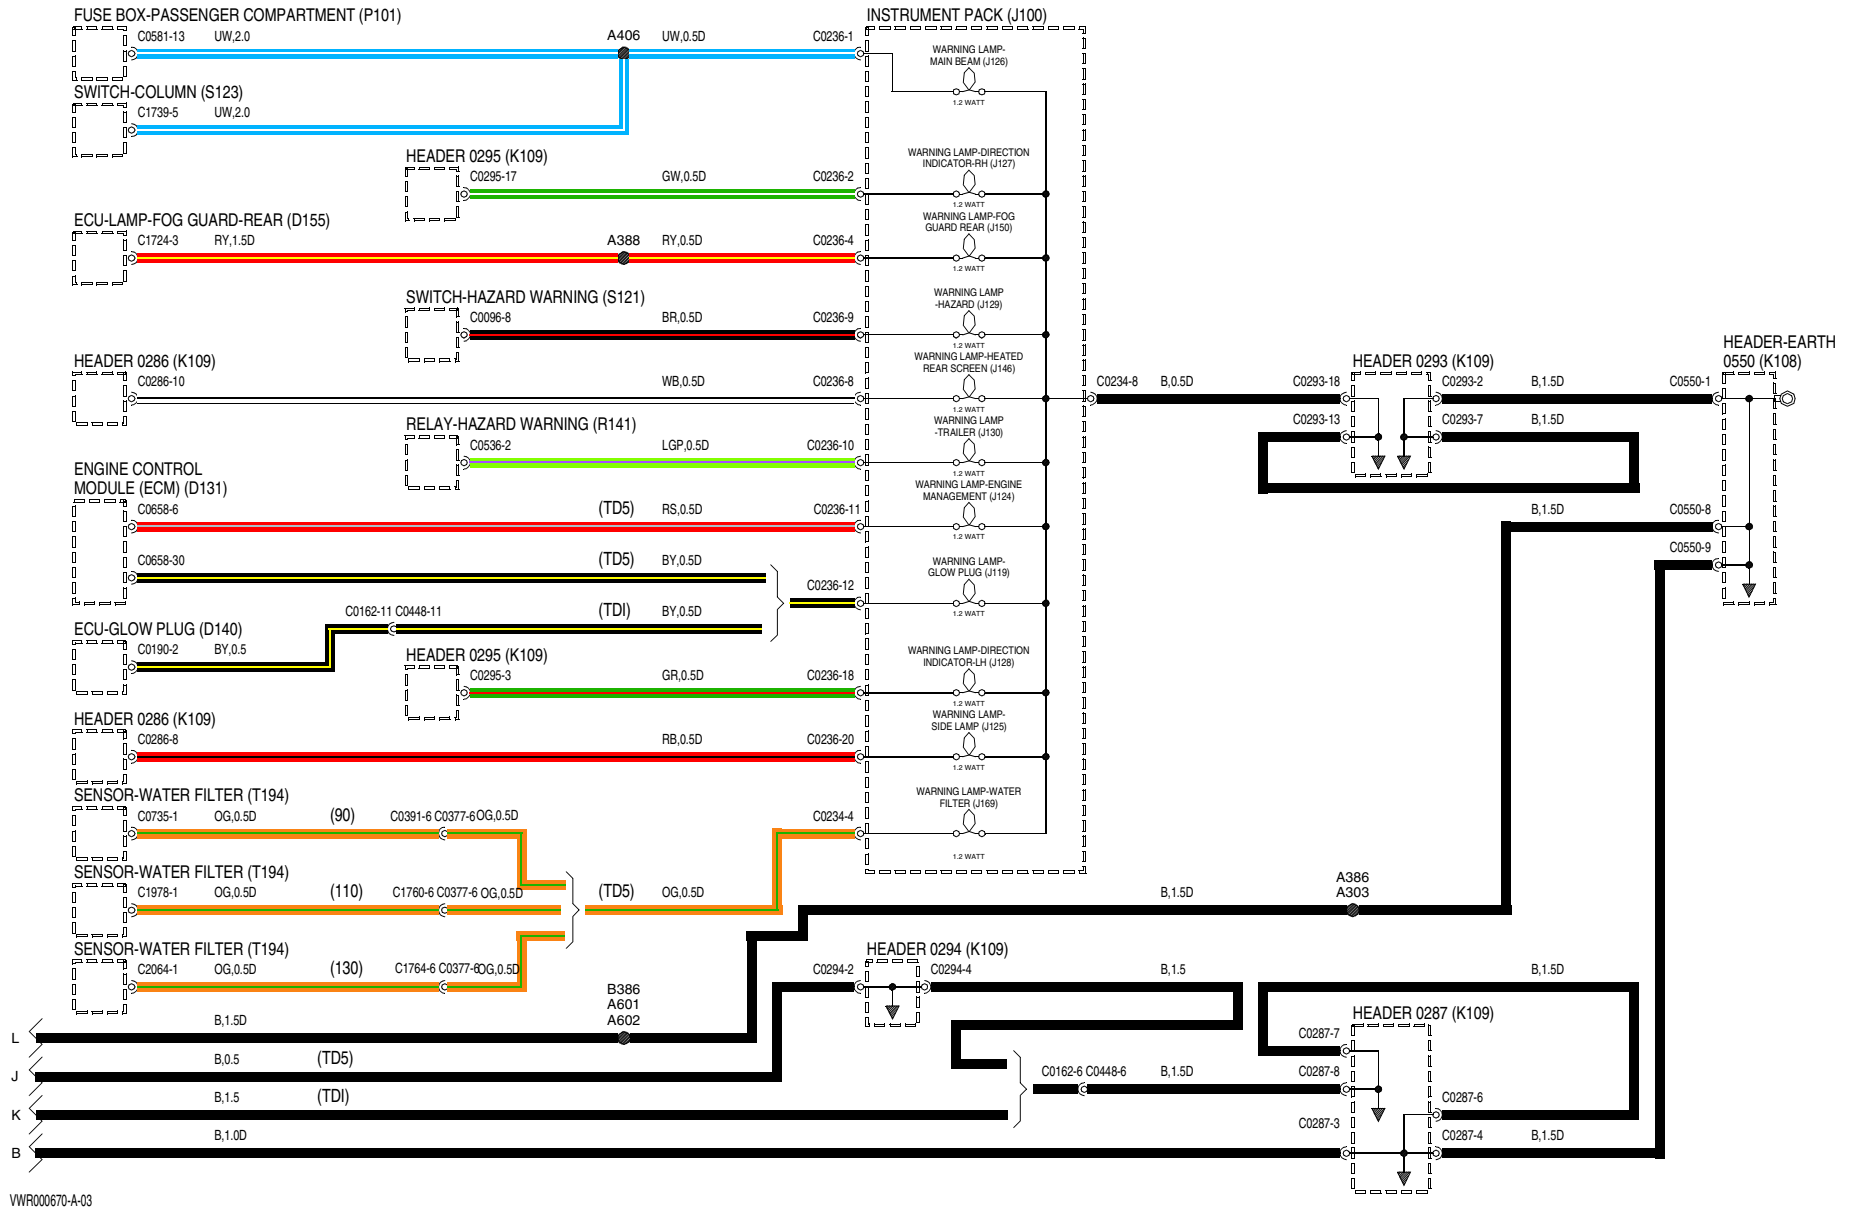 FUSE BOX-PASSENGER COMPARTMENT (P101)
C0581-13 UW,2.0
A406
UW,0.5D
C0236-1
INSTRUMENT PACK (J100)
WARNING LAMP-
MAIN BEAM (J126)
1.2 WATT
SWITCH-COLUMN (S123)
C1739-5 UW,2.0
HEADER 0295 (K109)
C0295-17
GW,0.5D
C0236-2
WARNING LAMP-DIRECTION
INDICATOR-RH (J127)
1.2 WATT
ECU-LAMP-FOG GUARD-REAR (D155)
C1724-3 RY,1.5D
A388
RY,0.5D
C0236-4
WARNING LAMP-FOG
GUARD REAR (J150)
1.2 WATT
SWITCH-HAZARD WARNING (S121)
C0096-8
BR,0.5D
C0236-9
WARNING LAMP
-HAZARD (J129)
1.2 WATT
HEADER 0286 (K109)
C0286-10
WB,0.5D
C0236-8
WARNING LAMP-HEATED
REAR SCREEN (J146)
1.2 WATT
C0234-8 B,0.5D
C0293-18
HEADER 0293 (K109)
C0293-2 B,1.5D
C0550-1
HEADER-EARTH
0550 (K108)
C0293-13
C0293-7 B,1.5D
RELAY-HAZARD WARNING (R141)
C0536-2
LGP,0.5D
C0236-10
WARNING LAMP
-TRAILER (J130)
1.2 WATT
ENGINE CONTROL
MODULE (ECM) (D131)
C0658-6
(TD5)
RS,0.5D
C0236-11
WARNING LAMP-ENGINE
MANAGEMENT (J124)
1.2 WATT
B,1.5D
C0550-8
C0550-9
C0658-30
(TD5)
BY,0.5D
C0236-12
WARNING LAMP-
GLOW PLUG (J119)
1.2 WATT
C0162-11 C0448-11
(TDI)
BY,0.5D
ECU-GLOW PLUG (D140)
C0190-2 BY,0.5
HEADER 0295 (K109)
C0295-3
GR,0.5D
C0236-18
WARNING LAMP-DIRECTION
INDICATOR-LH (J128)
1.2 WATT
HEADER 0286 (K109)
C0286-8
RB,0.5D
C0236-20
WARNING LAMP-
SIDE LAMP (J125)
1.2 WATT
SENSOR-WATER FILTER (T194)
C0735-1 OG,0.5D (90) C0391-6 C0377-6 OG,0.5D
C0234-4
WARNING LAMP-WATER
FILTER (J169)
1.2 WATT
SENSOR-WATER FILTER (T194)
C1978-1 OG,0.5D (110) C1760-6 C0377-6 OG,0.5D
(TD5)
OG,0.5D
B,1.5D
A386
A303
SENSOR-WATER FILTER (T194)
C2064-1 OG,0.5D (130) C1764-6 C0377-6 OG,0.5D
HEADER 0294 (K109)
C0294-2
C0294-4
B,1.5
B,1.5D
B386
A601
A602
HEADER 0287 (K109)
C0287-7
L B,1.5D
J B,0.5 (TD5)
C0162-6 C0448-6 B,1.5D
C0287-8
K B,1.5 (TDI)
C0287-6
C0287-3
B B,1.0D
C0287-4 B,1.5D
VWR000670-A-03